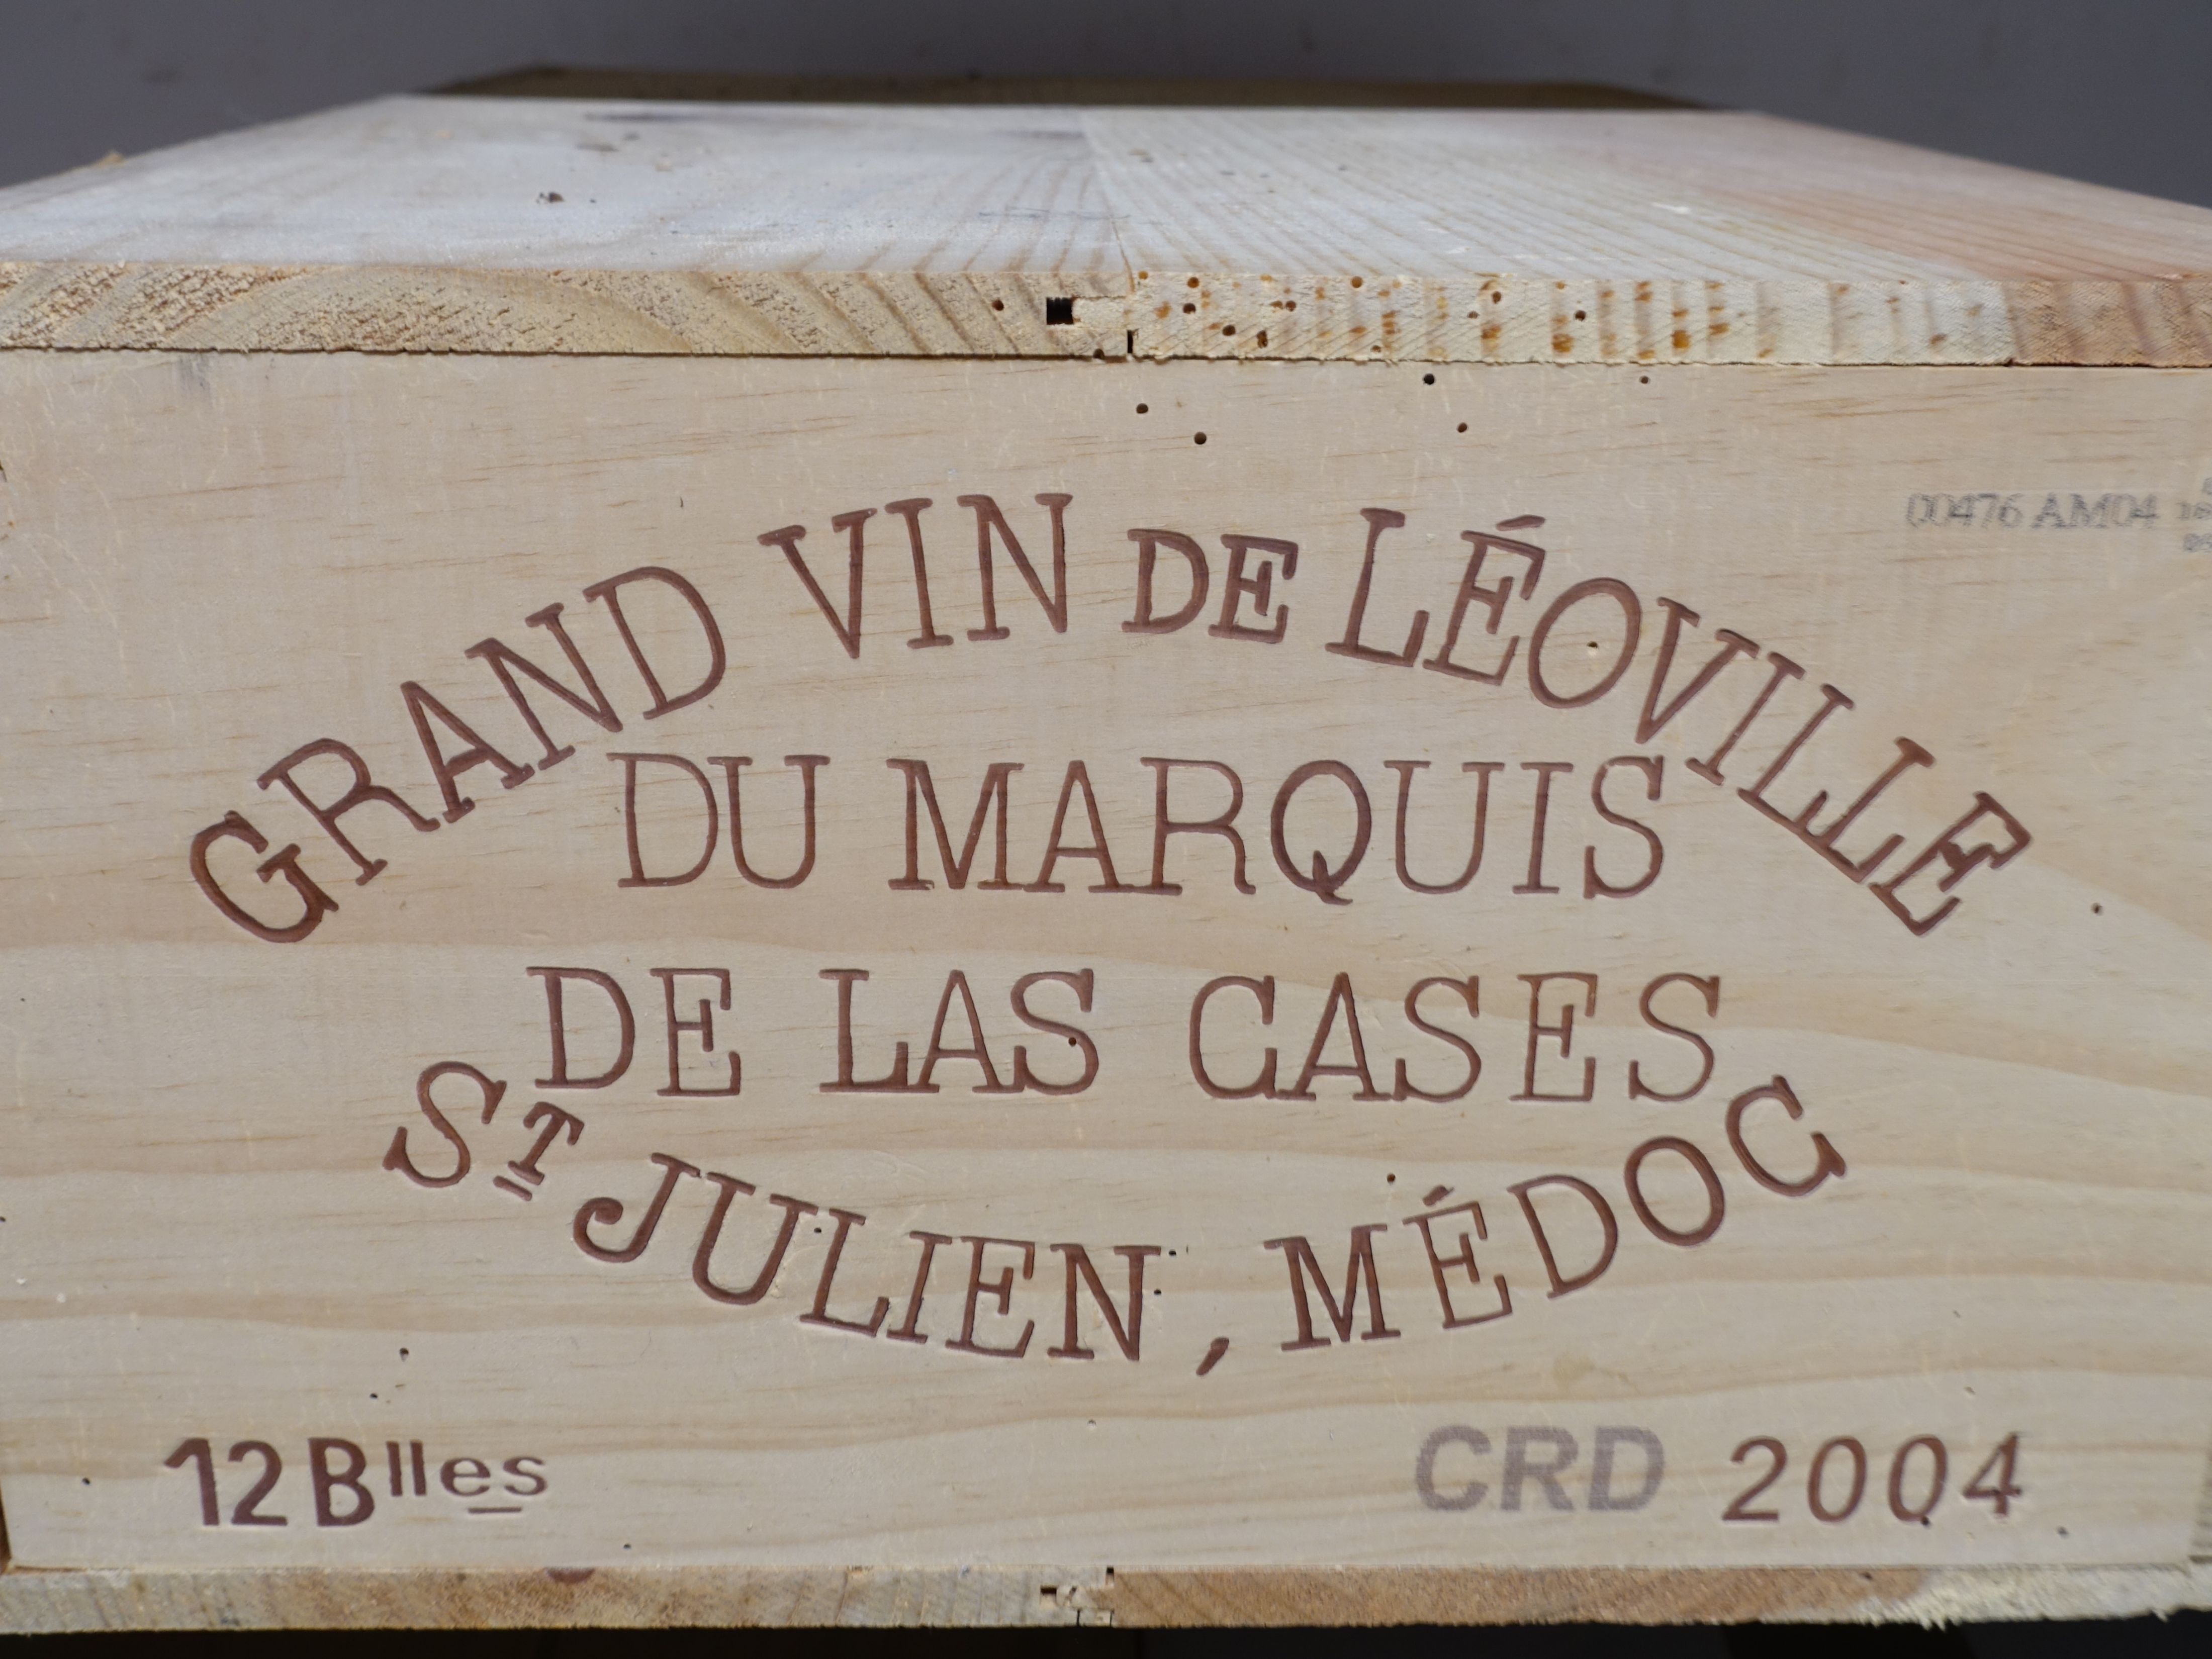 00476 AM04
GRAND VIN DE LÉOVILLE
DU MARQUIS
DE LAS CASES
ST JULIEN, MÉDOC
12 Blles
CRD 2004